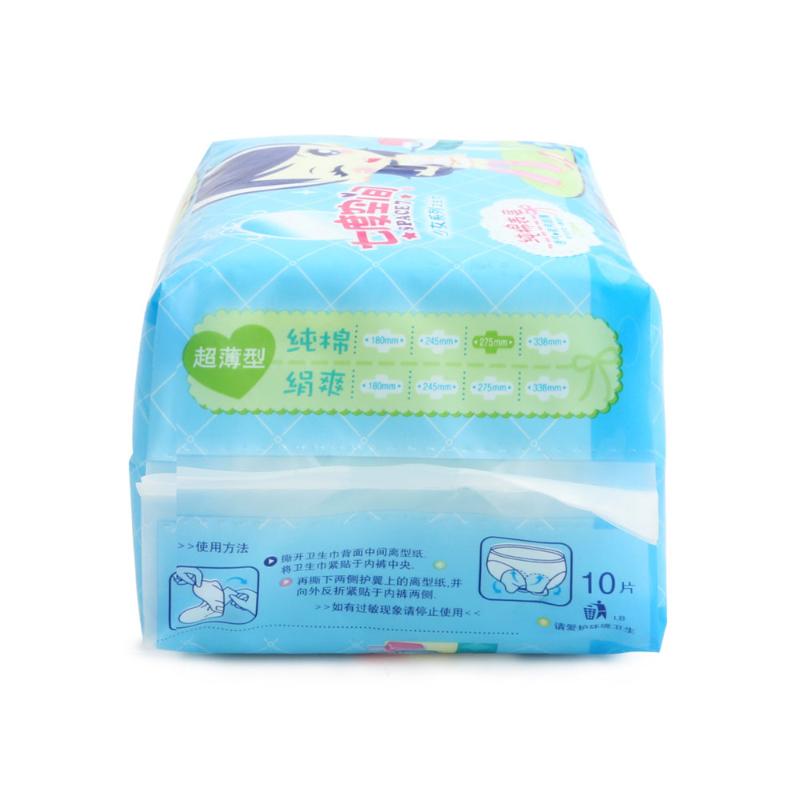 七度空间
SPACE7
少女系列
超薄型
纯棉 180mm 245mm 275mm 338mm
绢爽 180mm 245mm 275mm 338mm
>>使用方法
撕开卫生巾背面中间离型纸.
将卫生巾紧贴于内裤中央.
再撕下两侧护翼上的离型纸,并
向外反折紧贴于内裤两侧.
>>如有过敏现象请停止使用<<
10片
LB
请爱护环境卫生